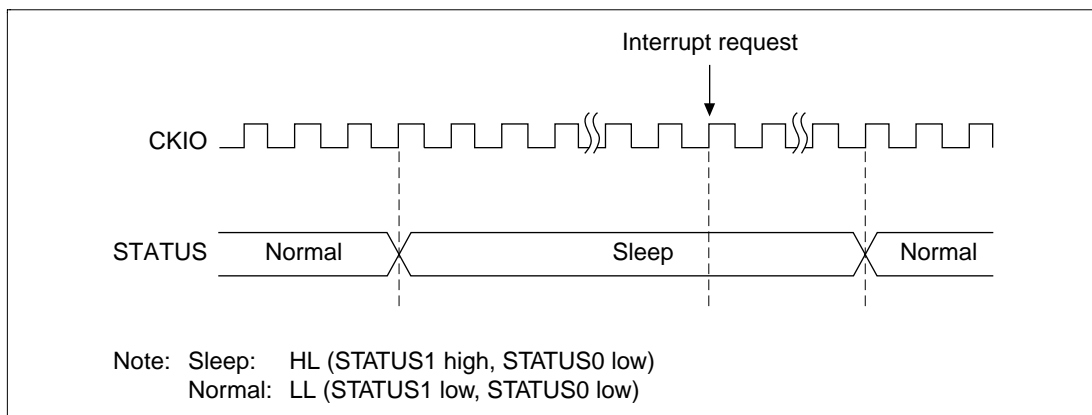 Interrupt request
CKIO
STATUS Normal Sleep Normal
Note: Sleep: HL (STATUS1 high, STATUS0 low)
Normal: LL (STATUS1 low, STATUS0 low)